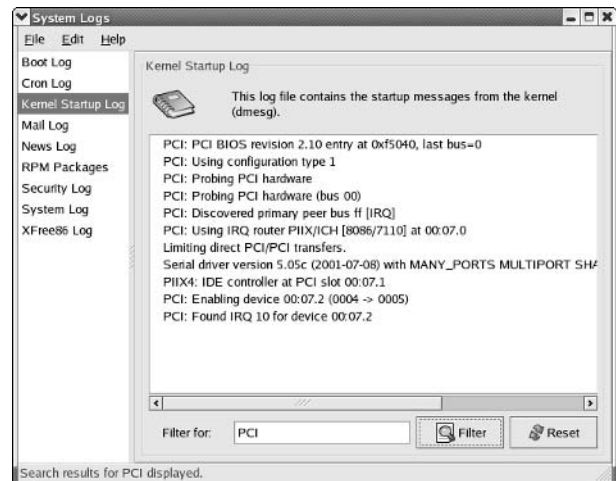 System Logs
File Edit Help
Boot Log
Cron Log
Kernel Startup Log
Mail Log
News Log
RPM Packages
Security Log
System Log
XFree86 Log
Kernel Startup Log
This log file contains the startup messages from the kernel
(dmesg).
PCI: PCI BIOS revision 2.10 entry at 0xf5040, last bus=0
PCI: Using configuration type 1
PCI: Probing PCI hardware
PCI: Probing PCI hardware (bus 00)
PCI: Discovered primary peer bus ff [IRQ]
PCI: Using IRQ router PIIX/ICH [8086/7110] at 00:07.0
Limiting direct PCI/PCI transfers.
Serial driver version 5.05c (2001-07-08) with MANY_PORTS MULTIPORT SHA
PIIX4: IDE controller at PCI slot 00:07.1
PCI: Enabling device 00:07.2 (0004 -> 0005)
PCI: Found IRQ 10 for device 00:07.2
Filter for: PCI Filter Reset
Search results for PCI displayed.